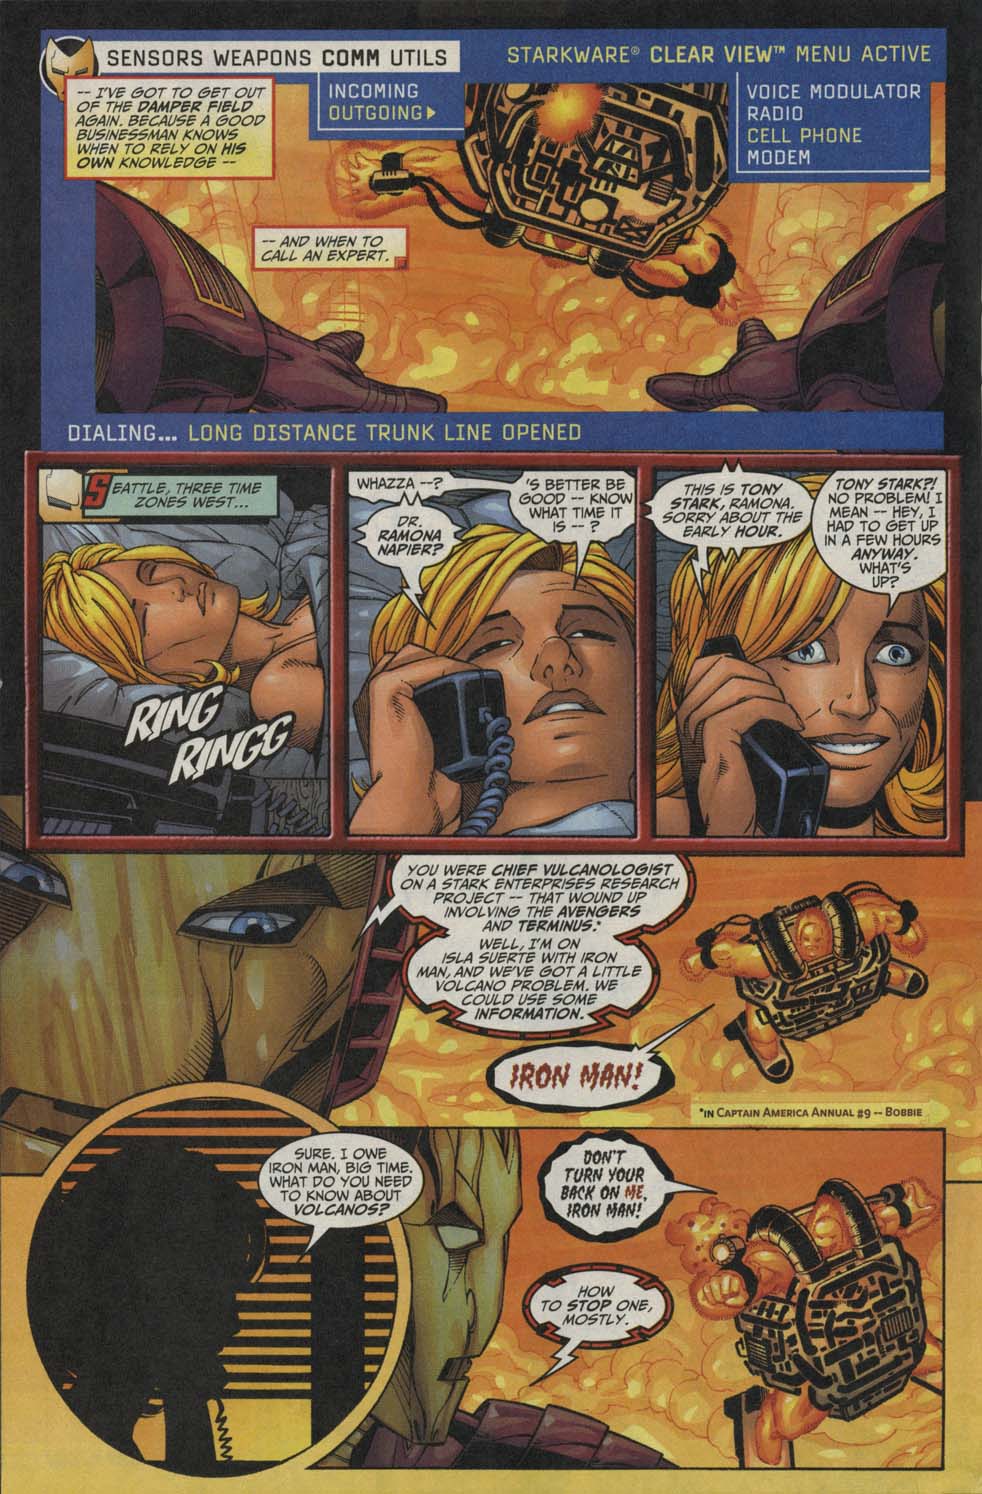 SENSORS WEAPONS COMM UTILS
STARKWARE® CLEAR VIEW™ MENU ACTIVE
INCOMING
OUTGOING▶
VOICE MODULATOR
RADIO
CELL PHONE
MODEM
-- I'VE GOT TO GET OUT
OF THE DAMPER FIELD
AGAIN. BECAUSE A GOOD
BUSINESSMAN KNOWS
WHEN TO RELY ON HIS
OWN KNOWLEDGE --
-- AND WHEN TO
CALL AN EXPERT.
DIALING... LONG DISTANCE TRUNK LINE OPENED
SEATTLE, THREE TIME
ZONES WEST...
RING
RINGG
WHAZZA --?
DR.
RAMONA
NAPIER?
'S BETTER BE
GOOD -- KNOW
WHAT TIME IT
IS -- ?
THIS IS TONY
STARK, RAMONA.
SORRY ABOUT THE
EARLY HOUR.
TONY STARK?!
NO PROBLEM! I
MEAN -- HEY, I
HAD TO GET UP
IN A FEW HOURS
ANYWAY.
WHAT'S
UP?
YOU WERE CHIEF VULCANOLOGIST
ON A STARK ENTERPRISES RESEARCH
PROJECT -- THAT WOUND UP
INVOLVING THE AVENGERS
AND TERMINUS.*
WELL, I'M ON
ISLA SUERTE WITH IRON
MAN, AND WE'VE GOT A LITTLE
VOLCANO PROBLEM. WE
COULD USE SOME
INFORMATION.
IRON MAN!
*IN CAPTAIN AMERICA ANNUAL #9 -- BOBBIE
SURE. I OWE
IRON MAN, BIG TIME.
WHAT DO YOU NEED
TO KNOW ABOUT
VOLCANOS?
DON'T
TURN YOUR
BACK ON ME,
IRON MAN!
HOW
TO STOP ONE,
MOSTLY.